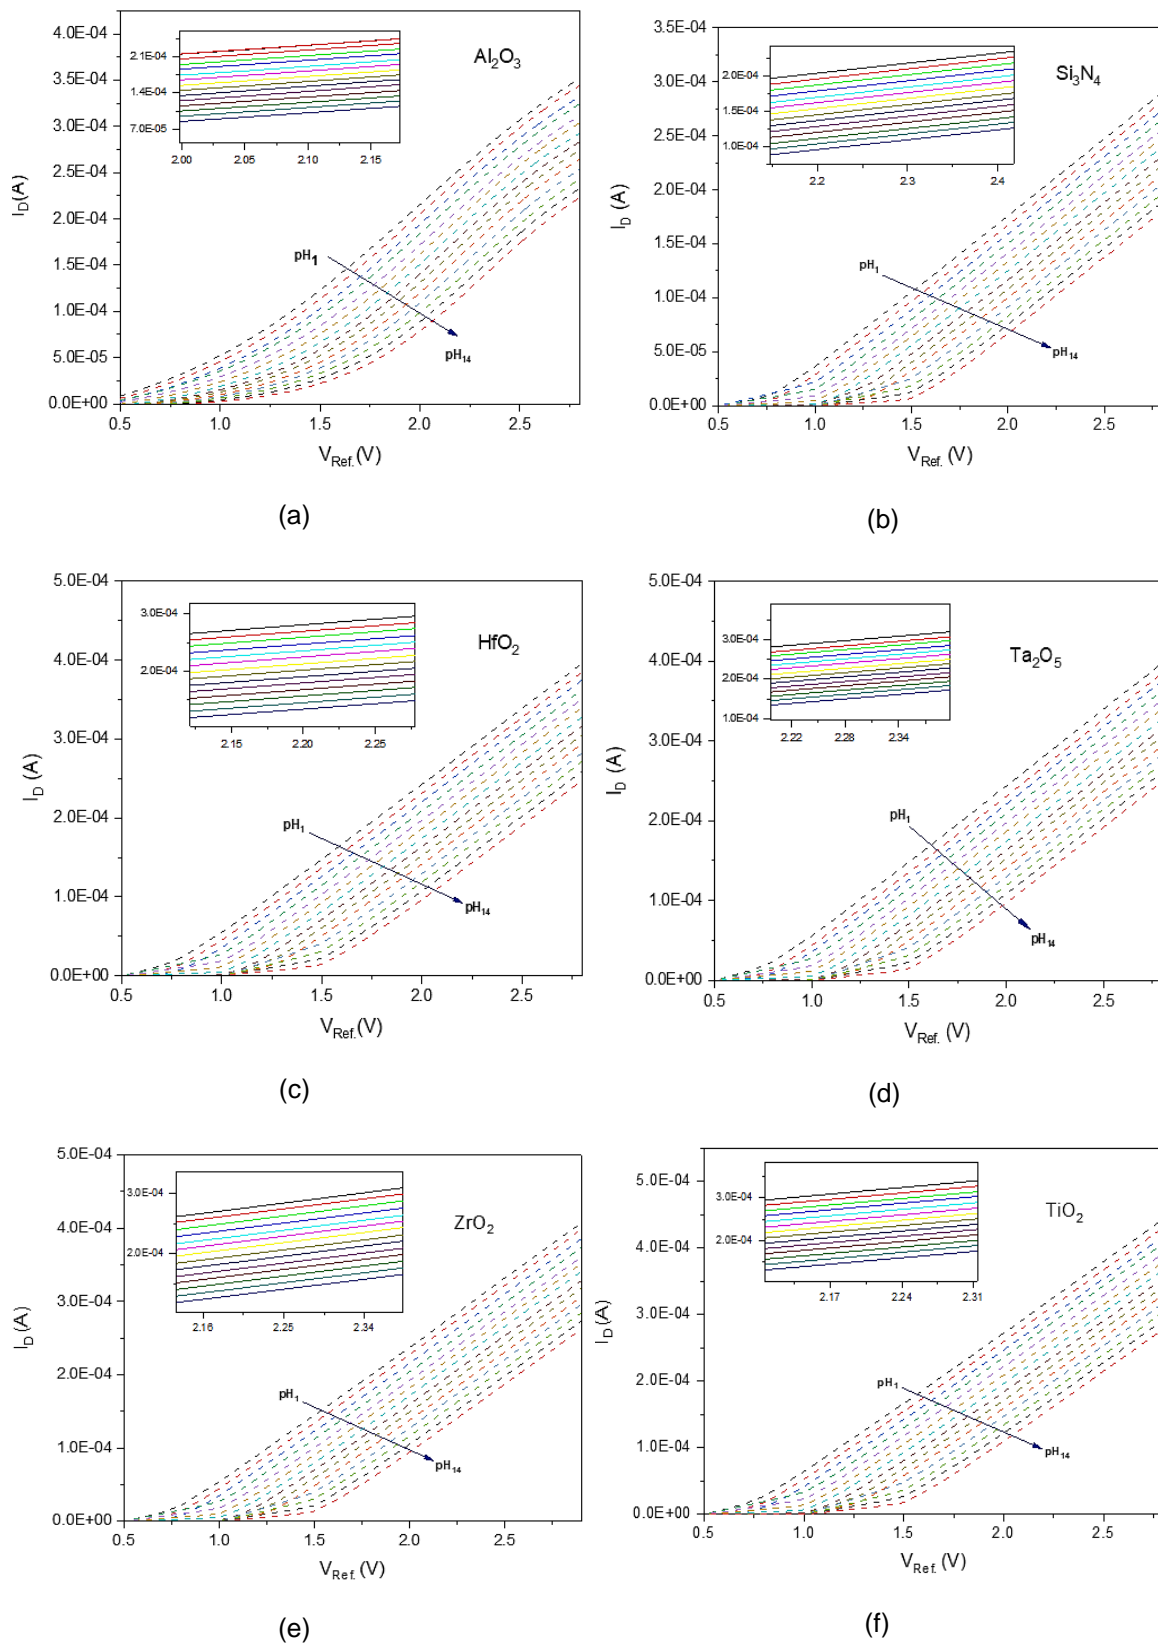 4.0E-04
3.5E-04
3.0E-04
2.5E-04
2.0E-04
1.5E-04
1.0E-04
5.0E-05
0.0E+00
I_D(A)
2.1E-04
1.4E-04
7.0E-05
2.00 2.05 2.10 2.15
Al₂O₃
pH₁
pH₁₄
0.5 1.0 1.5 2.0 2.5
V_Ref.(V)
(a)
3.5E-04
3.0E-04
2.5E-04
2.0E-04
1.5E-04
1.0E-04
5.0E-05
0.0E+00
I_D (A)
2.0E-04
1.5E-04
1.0E-04
2.2 2.3 2.4
Si₃N₄
pH₁
pH₁₄
0.5 1.0 1.5 2.0 2.5
V_Ref. (V)
(b)
5.0E-04
4.0E-04
3.0E-04
2.0E-04
1.0E-04
0.0E+00
I_D (A)
3.0E-04
2.0E-04
2.15 2.20 2.25
HfO₂
pH₁
pH₁₄
0.5 1.0 1.5 2.0 2.5
V_Ref.(V)
(c)
5.0E-04
4.0E-04
3.0E-04
2.0E-04
1.0E-04
0.0E+00
I_D (A)
3.0E-04
2.0E-04
1.0E-04
2.22 2.28 2.34
Ta₂O₅
pH₁
pH₁₄
0.5 1.0 1.5 2.0 2.5
V_Ref. (V)
(d)
5.0E-04
4.0E-04
3.0E-04
2.0E-04
1.0E-04
0.0E+00
I_D (A)
3.0E-04
2.0E-04
2.16 2.25 2.34
ZrO₂
pH₁
pH₁₄
0.5 1.0 1.5 2.0 2.5
V_Ref. (V)
(e)
5.0E-04
4.0E-04
3.0E-04
2.0E-04
1.0E-04
0.0E+00
I_D (A)
3.0E-04
2.0E-04
2.17 2.24 2.31
TiO₂
pH₁
pH₁₄
0.5 1.0 1.5 2.0 2.5
V_Ref. (V)
(f)